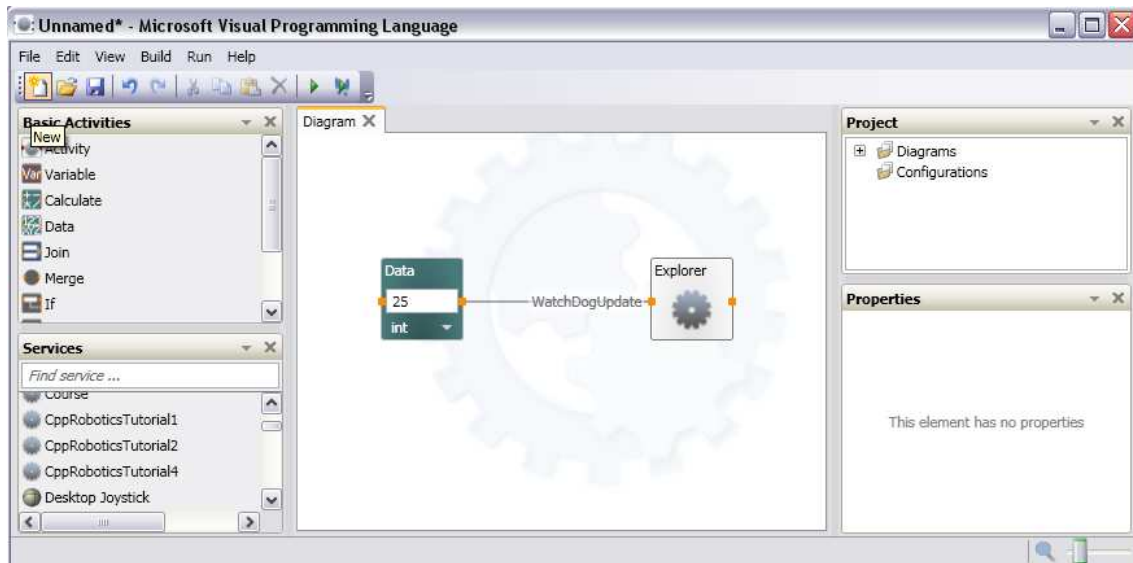 Unnamed* - Microsoft Visual Programming Language
File Edit View Build Run Help
Basic Activities
New
Activity
Variable
Calculate
Data
Join
Merge
If
Services
Find service ...
Course
CppRoboticsTutorial1
CppRoboticsTutorial2
CppRoboticsTutorial4
Desktop Joystick
Diagram
Data
25
int
WatchDogUpdate
Explorer
Project
Diagrams
Configurations
Properties
This element has no properties